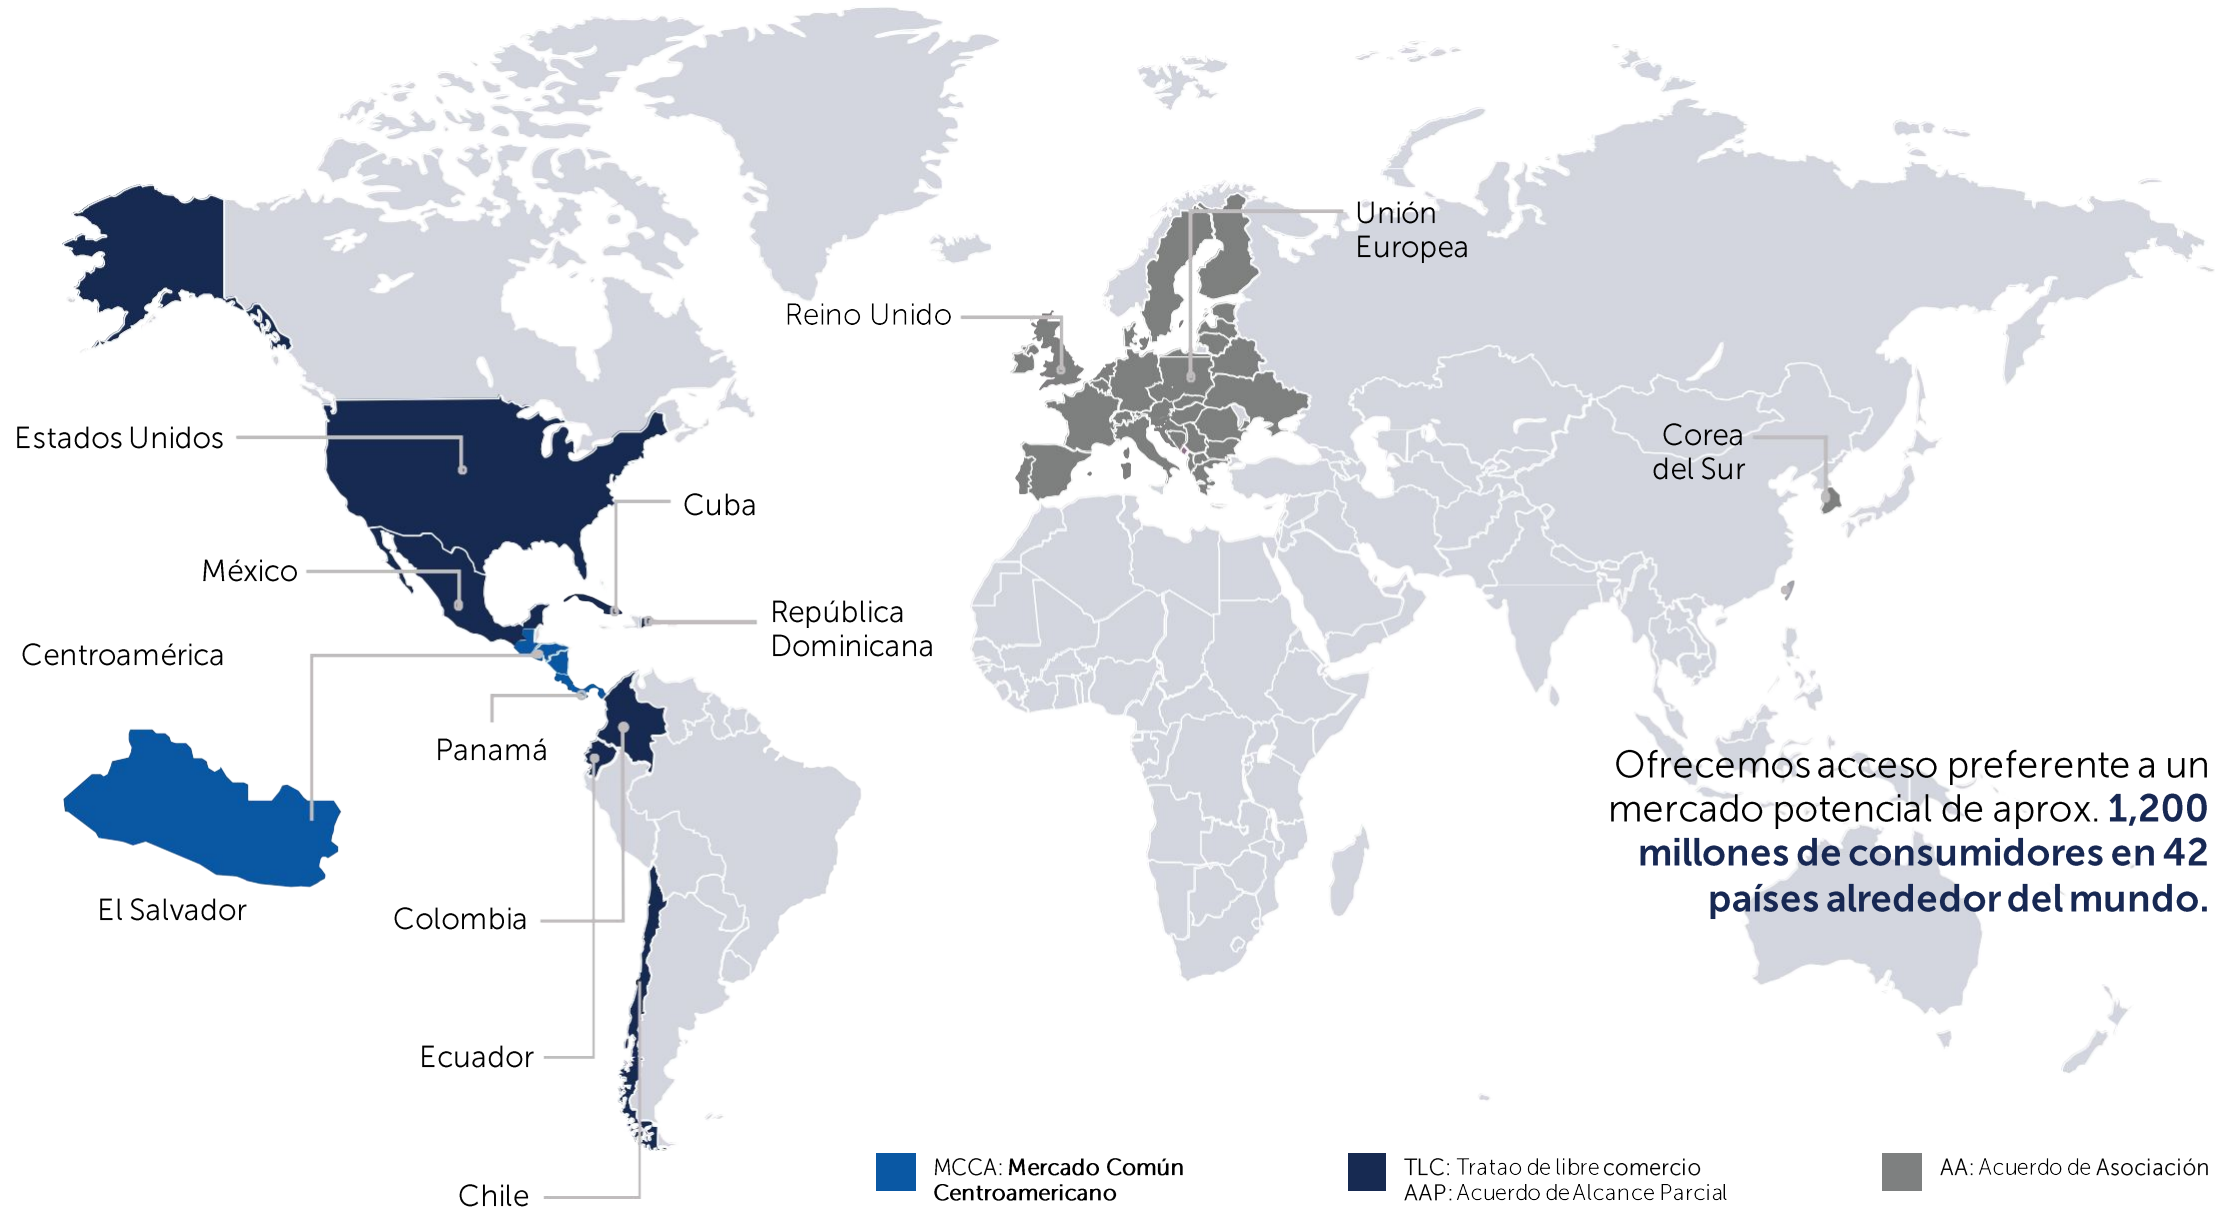 Unión
Europea
Reino Unido
Estados Unidos
Corea
del Sur
Cuba
México
República
Dominicana
Centroamérica
Panamá
Ofrecemos acceso preferente a un
mercado potencial de aprox. 1,200
millones de consumidores en 42
países alrededor del mundo.
El Salvador
Colombia
Ecuador
Chile
MCCA: Mercado Común
Centroamericano
TLC: Tratao de libre comercio
AAP: Acuerdo de Alcance Parcial
AA: Acuerdo de Asociación